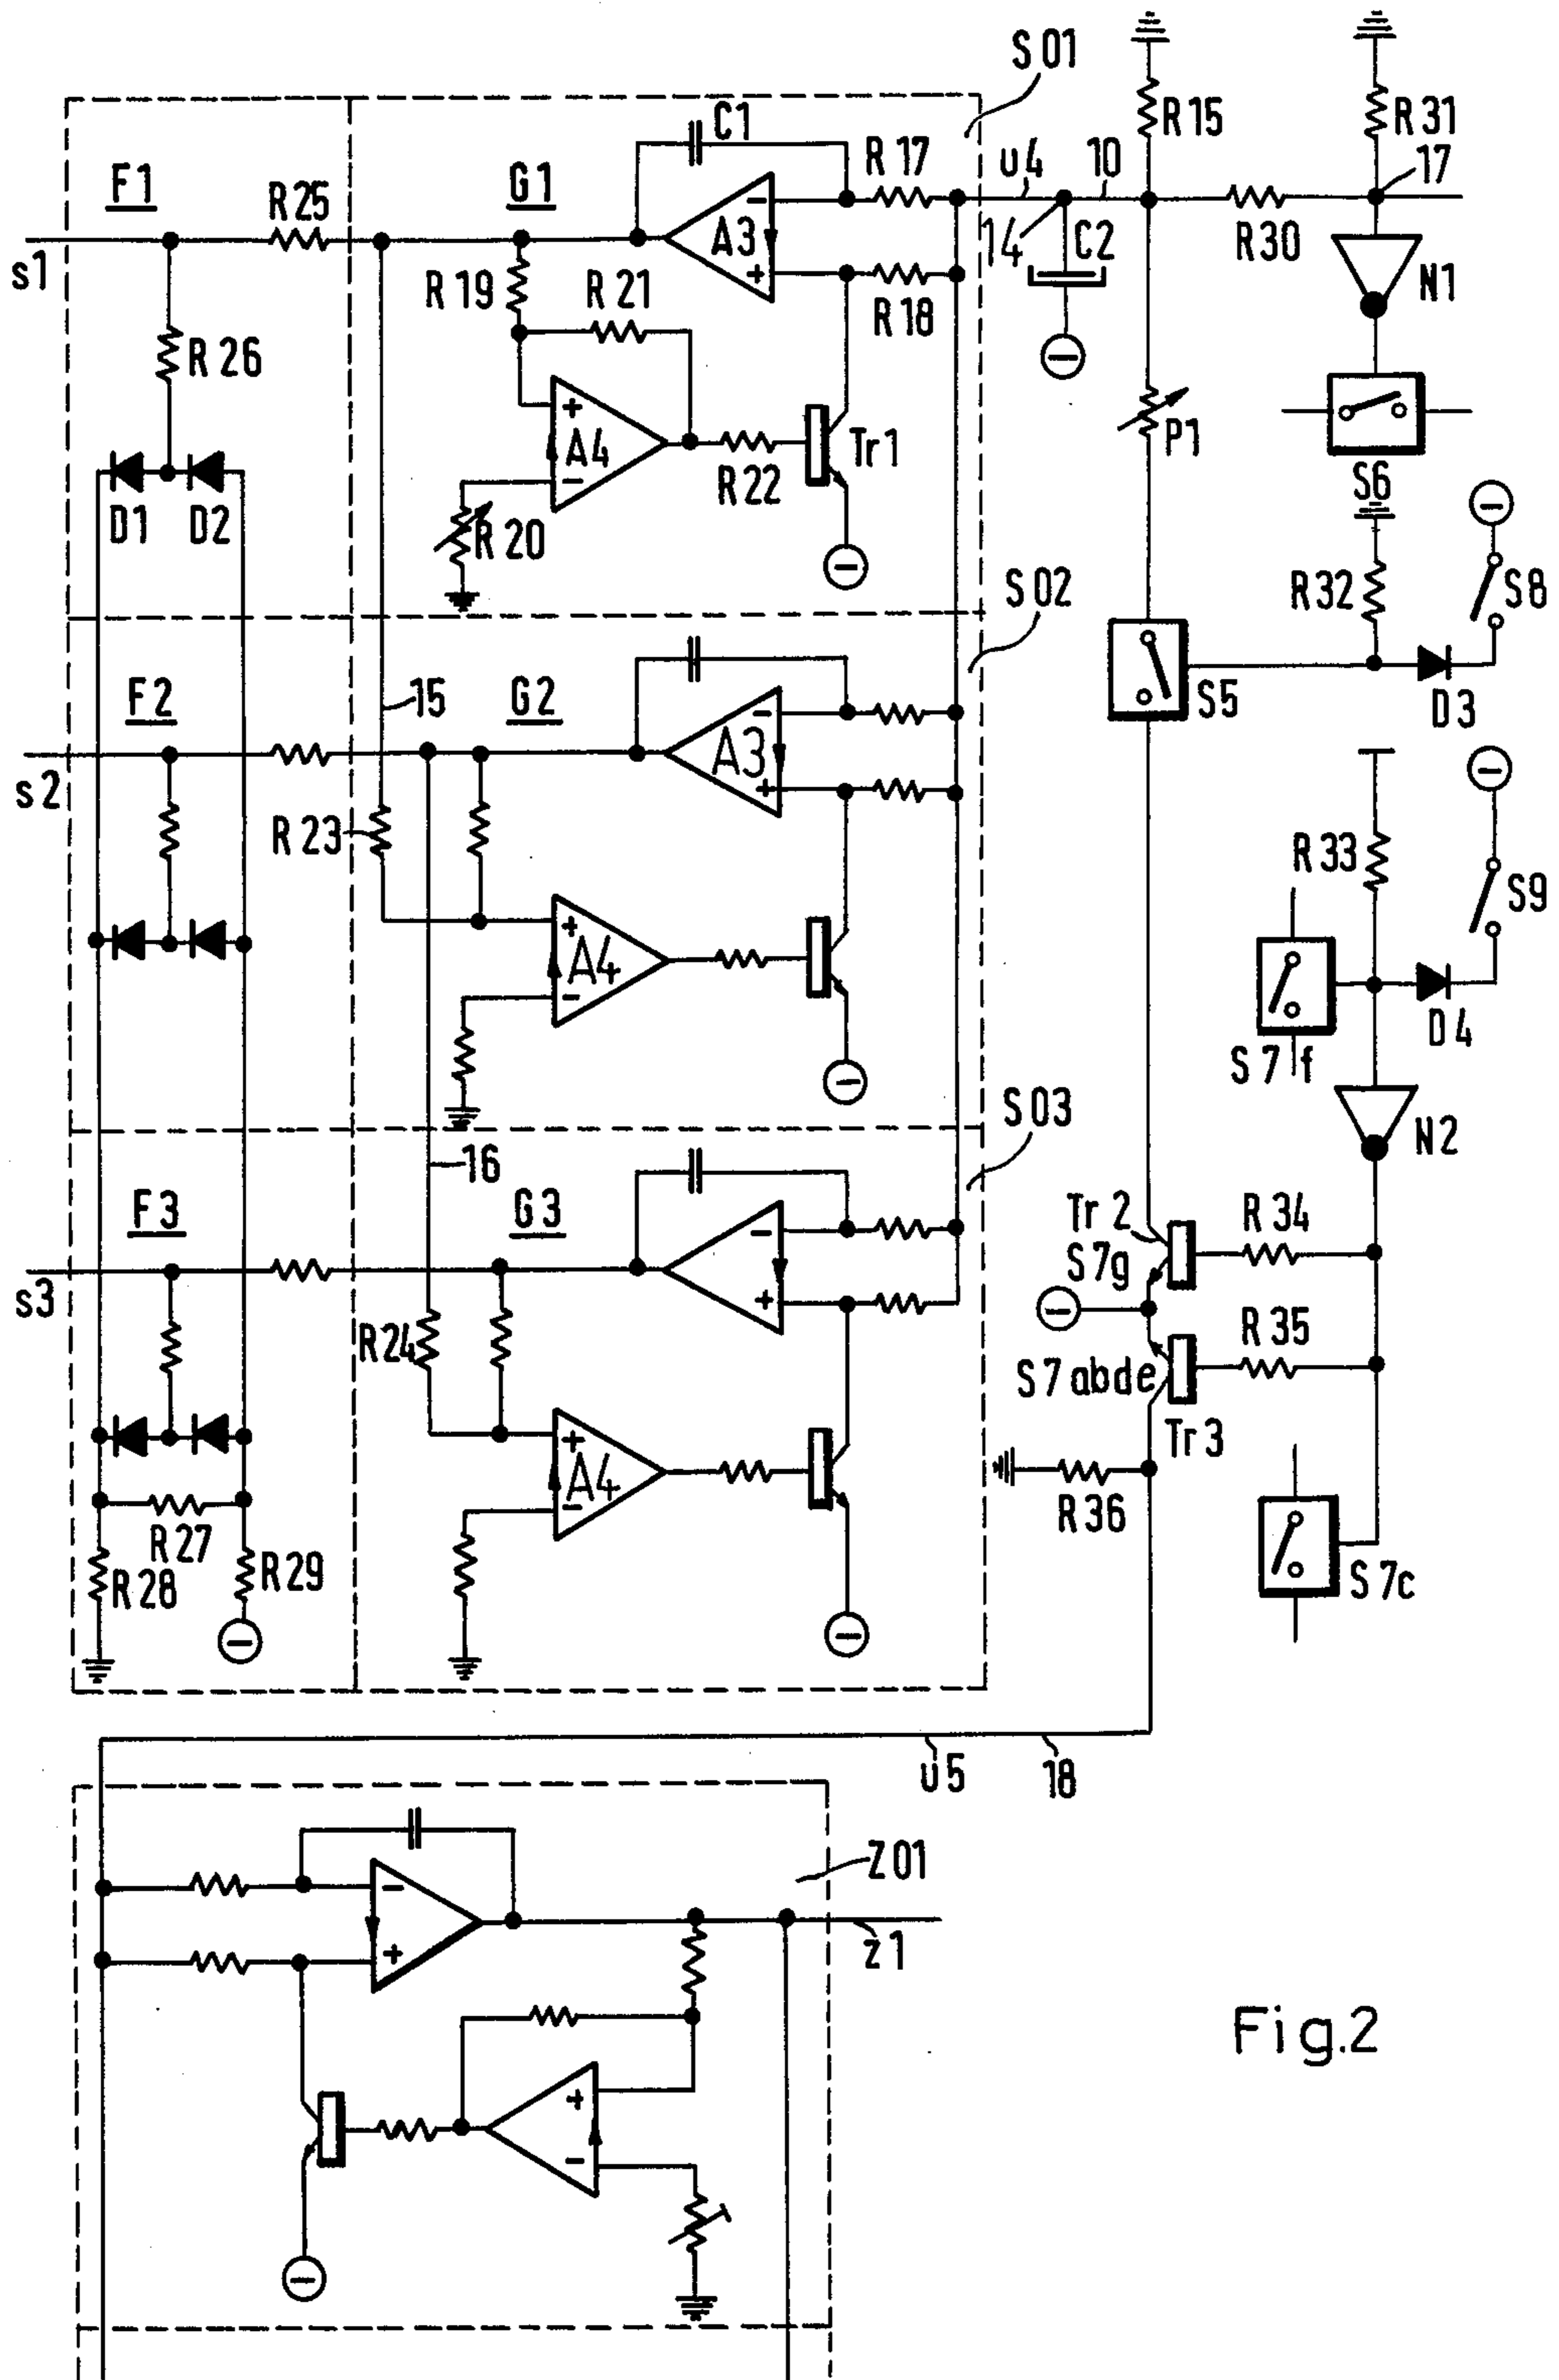 S01
C1
R15
R31
F1
R25
G1
R17
u4
10
17
s1
A3
14
C2
R30
N1
R19
R21
R18
R26
A4
Tr1
P1
D1
D2
R22
S6
R20
R32
S8
S02
F2
15
G2
S5
D3
s2
A3
R23
R33
S9
A4
S7f
D4
S03
16
N2
F3
G3
Tr2
R34
S7g
s3
R24
R35
S7abde
Tr3
A4
R36
R27
R28
R29
S7c
u5
18
Z01
z1
Fig.2